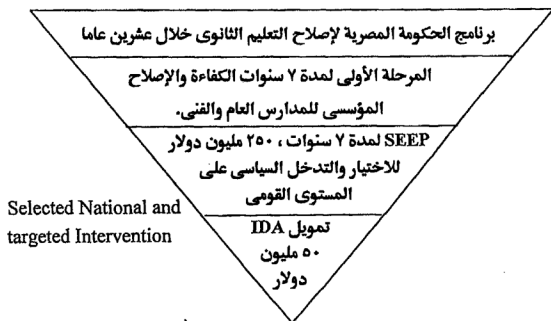 برنامج الحكومة المصرية لإصلاح التعليم الثانوى خلال عشرين عاما
المرحلة الأولى لمدة ٧ سنوات الكفاءة والإصلاح
المؤسسى للمدارس العام والفنى.
SEEP لمدة ٧ سنوات، ٢٥٠ مليون دولار
للاختيار والتدخل السياسى على
المستوى القومى
Selected National and
targeted Intervention
تمويل IDA
٥٠ مليون
دولار